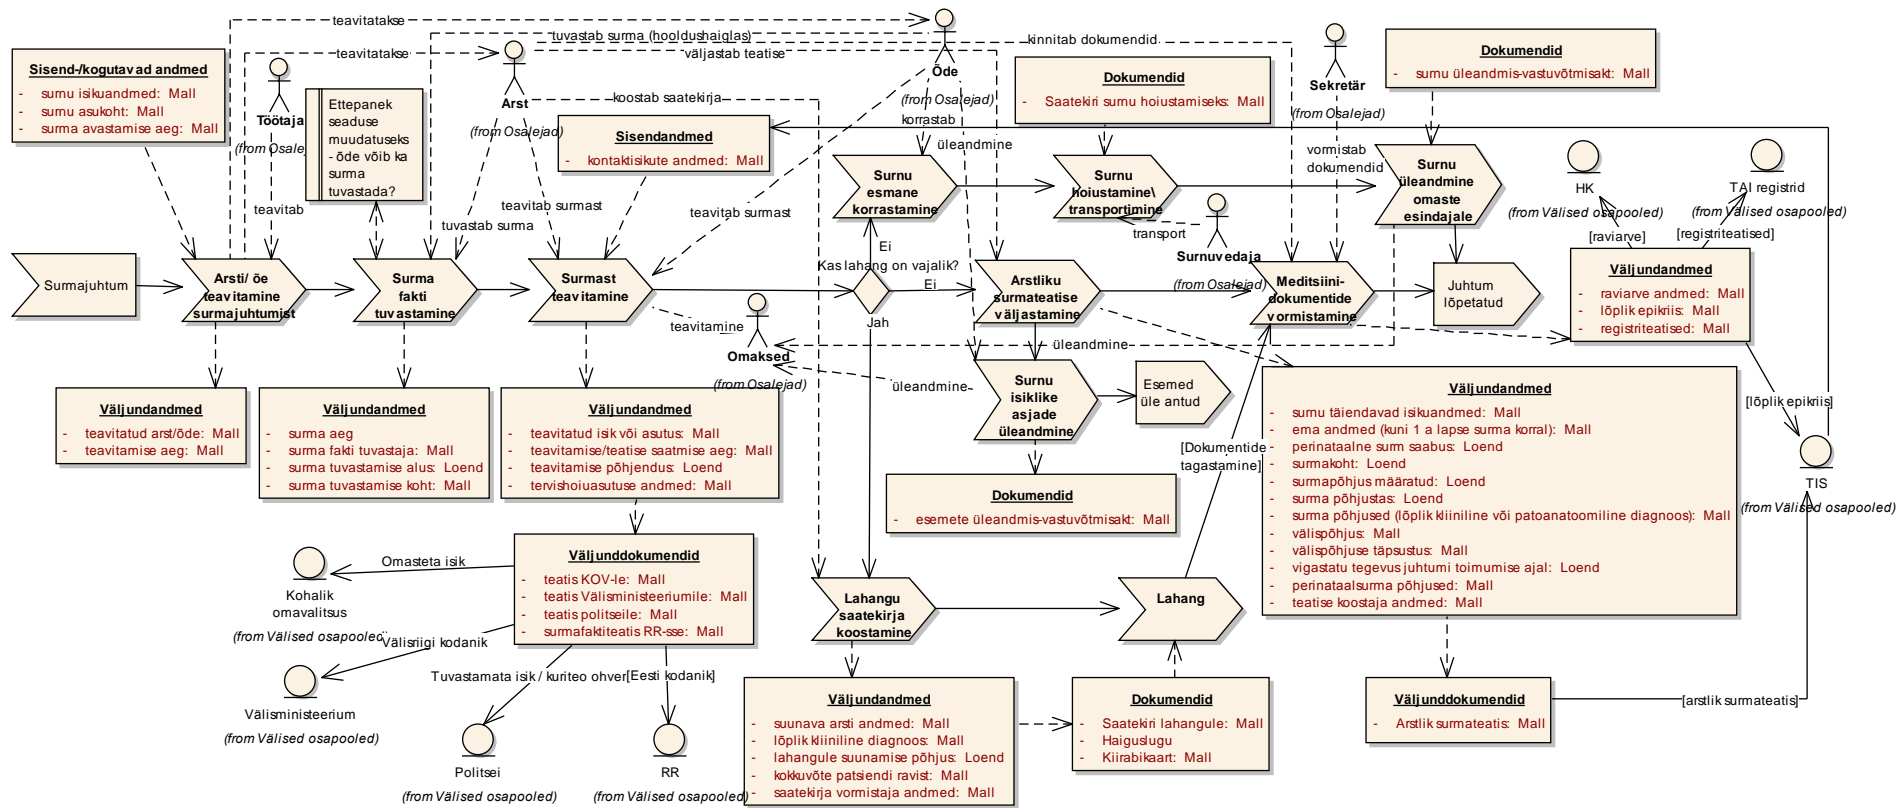 teavitatakse
tuvastab surma (hooldushaiglas)
kinnitab dokumendid
teavitatakse
väljastab teatise
Sisend-/kogutavad andmed
- surnu isikuandmed: Mall
- surnu asukoht: Mall
- surma avastamise aeg: Mall
Töötaja
(from Osalejad)
Ettepanek
seaduse
muudatuseks
- õde võib ka
surma
tuvastada?
Arst
(from Osalejad)
koostab saatekirja
Õde
(from Osalejad)
korrastab
üleandmine
Sisendandmed
- kontaktisikute andmed: Mall
Dokumendid
- Saatekiri surnu hoiustamiseks: Mall
Sekretär
(from Osalejad)
vormistab
dokumendid
Dokumendid
- surnu üleandmis-vastuvõtmisakt: Mall
HK
(from Välised osapooled)
TAI registrid
(from Välised osapooled)
[raviarve]
[registriteatised]
teavitab
tuvastab surma
teavitab surmast
teavitab surmast
Surnu
esmane
korrastamine
Surnu
hoiustamine\
transportimine
transport
Surnuvedaja
(from Osalejad)
Surnu
üleandmine
omaste
esindajale
Surmajuhtum
Arsti/ õe
teavitamine
surmajuhtumist
Surma
fakti
tuvastamine
Surmast
teavitamine
Ei
Kas lahang on vajalik?
Ei
Jah
Arstliku
surmateatise
väljastamine
Meditsiini-
dokumentide
vormistamine
Juhtum
lõpetatud
Väljundandmed
- raviarve andmed: Mall
- lõplik epikriis: Mall
- registriteatised: Mall
teavitamine
Omaksed
(from Osalejad)
üleandmine
üleandmine
Surnu
isiklike
asjade
üleandmine
Esemed
üle antud
[lõplik epikriis]
TIS
(from Välised osapooled)
Väljundandmed
- teavitatud arst/õde: Mall
- teavitamise aeg: Mall
Väljundandmed
- surma aeg
- surma fakti tuvastaja: Mall
- surma tuvastamise alus: Loend
- surma tuvastamise koht: Mall
Väljundandmed
- teavitatud isik või asutus: Mall
- teavitamise/teatise saatmise aeg: Mall
- teavitamise põhjendus: Loend
- tervishoiuasutuse andmed: Mall
[Dokumentide
tagastamine]
Dokumendid
- esemete üleandmis-vastuvõtmisakt: Mall
Väljundandmed
- surnu täiendavad isikuandmed: Mall
- ema andmed (kuni 1 a lapse surma korral): Mall
- perinataalne surm saabus: Loend
- surmakoht: Loend
- surmapõhjus määratud: Loend
- surma põhjustas: Loend
- surma põhjused (lõplik kliiniline või patoanatoomiline diagnoos): Mall
- välispõhjus: Mall
- välispõhjuse täpsustus: Mall
- vigastatu tegevus juhtumi toimumise ajal: Loend
- perinataalsurma põhjused: Mall
- teatise koostaja andmed: Mall
Väljunddokumendid
- teatis KOV-le: Mall
- teatis Välisministeeriumile: Mall
- teatis politseile: Mall
- surmafaktiteatis RR-sse: Mall
Omasteta isik
Kohalik
omavalitsus
(from Välised osapooled)
Välisriigi kodanik
Välisministeerium
(from Välised osapooled)
Tuvastamata isik / kuriteo ohver
[Eesti kodanik]
Politsei
(from Välised osapooled)
RR
(from Välised osapooled)
Lahangu
saatekirja
koostamine
Lahang
Väljundandmed
- suunava arsti andmed: Mall
- lõplik kliiniline diagnoos: Mall
- lahangule suunamise põhjus: Loend
- kokkuvõte patsiendi ravist: Mall
- saatekirja vormistaja andmed: Mall
Dokumendid
- Saatekiri lahangule: Mall
- Haiguslugu
- Kiirabikaart: Mall
Väljunddokumendid
- Arstlik surmateatis: Mall
[arstlik surmateatis]